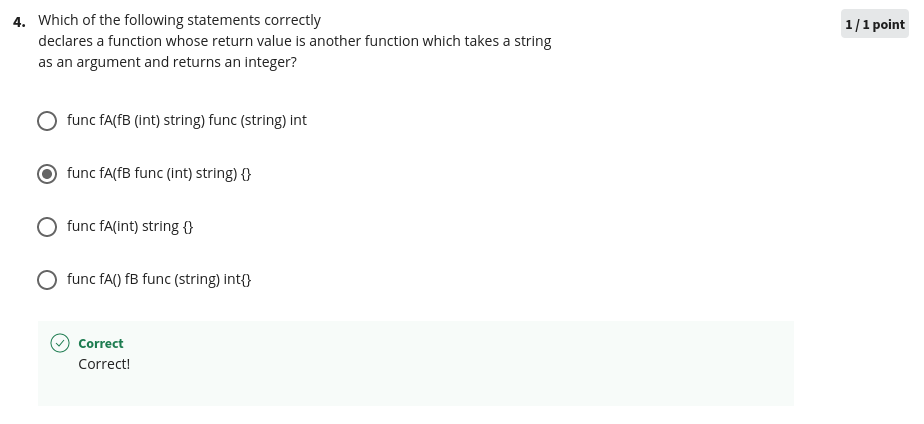 4. Which of the following statements correctly
1 / 1 point
declares a function whose return value is another function which takes a string
as an argument and returns an integer?
func fA(fB (int) string) func (string) int
func fA(fB func (int) string) {}
func fA(int) string {}
func fA() fB func (string) int{}
Correct
Correct!